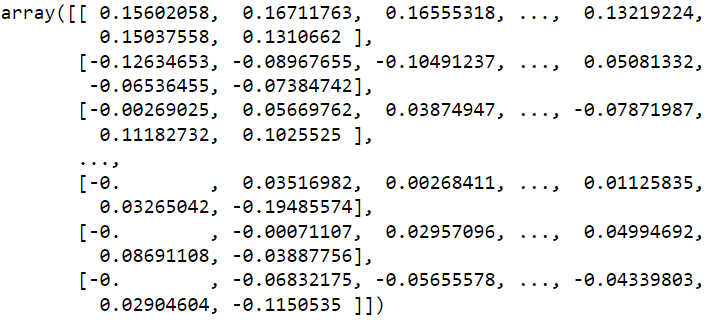 array([[ 0.15602058,  0.16711763,  0.16555318, ...,  0.13219224,
         0.15037558,  0.1310662 ],
       [-0.12634653, -0.08967655, -0.10491237, ...,  0.05081332,
        -0.06536455, -0.07384742],
       [-0.00269025,  0.05669762,  0.03874947, ..., -0.07871987,
         0.11182732,  0.1025525 ],
       ...,
       [-0.        ,  0.03516982,  0.00268411, ...,  0.01125835,
         0.03265042, -0.19485574],
       [-0.        , -0.00071107,  0.02957096, ...,  0.04994692,
         0.08691108, -0.03887756],
       [-0.        , -0.06832175, -0.05655578, ..., -0.04339803,
         0.02904604, -0.1150535 ]])